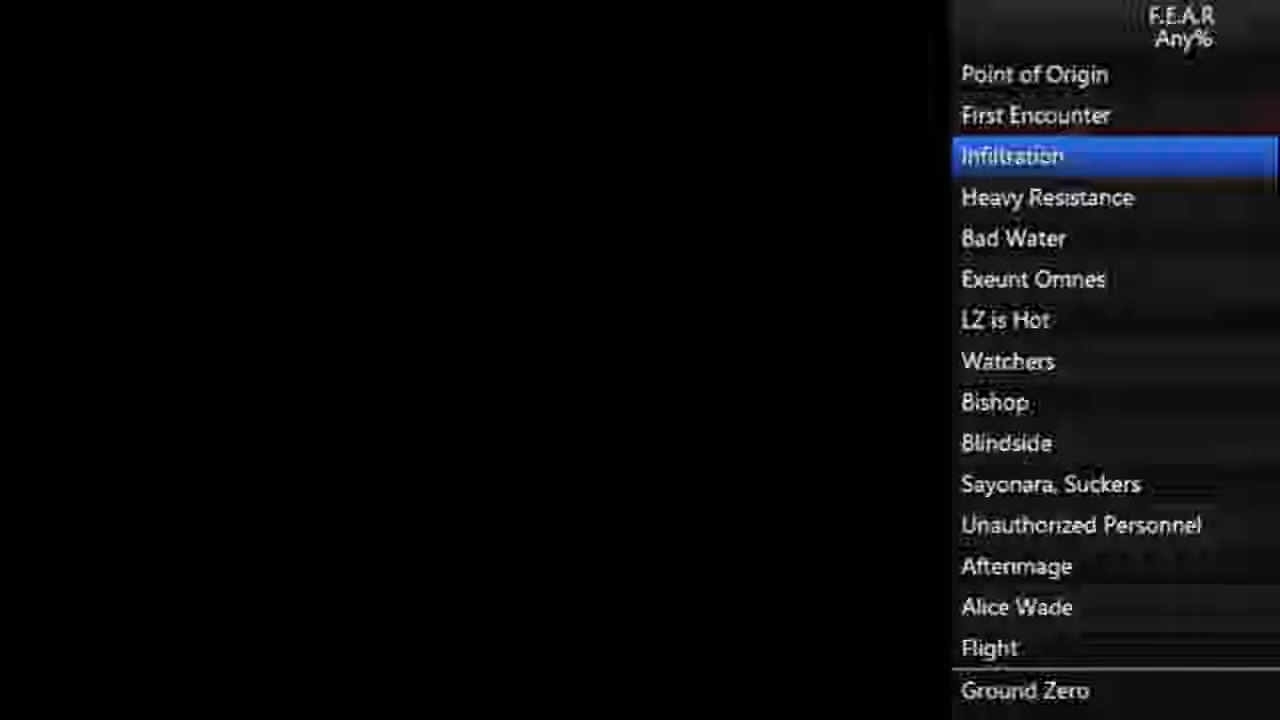 F.E.A.R
Any%
Point of Origin
First Encounter
Infiltration
Heavy Resistance
Bad Water
Exeunt Omnes
LZ is Hot
Watchers
Bishop
Blindside
Sayonara, Suckers
Unauthorized Personnel
Afterimage
Alice Wade
Flight
Ground Zero